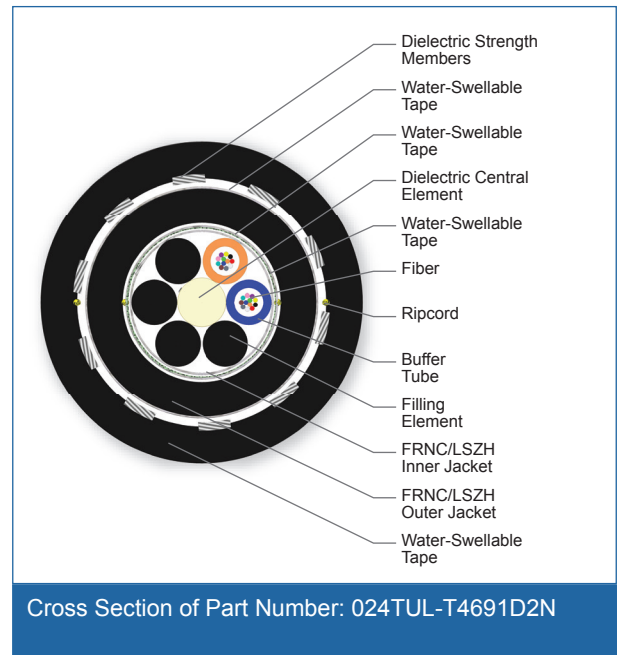 Dielectric Strength
Members
Water-Swellable
Tape
Water-Swellable
Tape
Dielectric Central
Element
Water-Swellable
Tape
Fiber
Ripcord
Buffer
Tube
Filling
Element
FRNC/LSZH
Inner Jacket
FRNC/LSZH
Outer Jacket
Water-Swellable
Tape
Cross Section of Part Number: 024TUL-T4691D2N